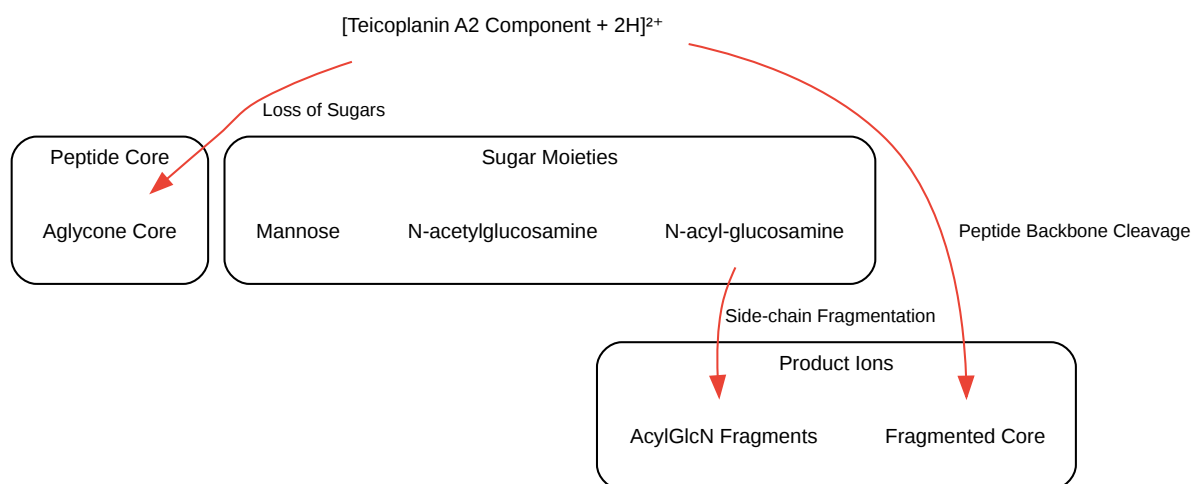 [Teicoplanin A2 Component + 2H]²⁺
Loss of Sugars
Peptide Core
Sugar Moieties
Aglycone Core
Mannose
N-acetylglucosamine
N-acyl-glucosamine
Peptide Backbone Cleavage
Side-chain Fragmentation
Product Ions
AcylGlcN Fragments
Fragmented Core